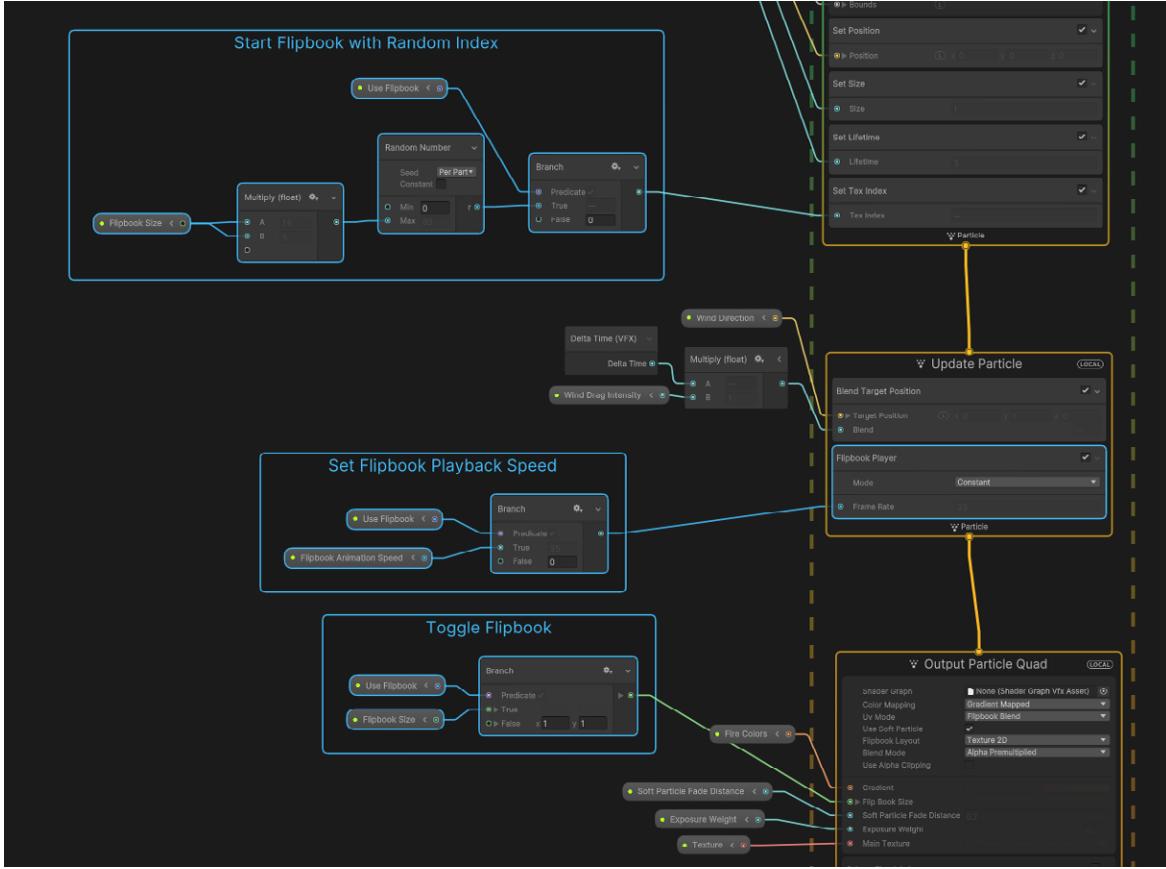 Bounds
Set Position
Position
Set Size
Size
Set Lifetime
Lifetime
Set Tex Index
Tex Index
Particle
Start Flipbook with Random Index
Use Flipbook
Random Number
Seed Per Part
Constant
Min 0 r
Max
Multiply (float)
A
B
Flipbook Size
Branch
Predicate
True
False 0
Wind Direction
Delta Time (VFX)
Delta Time
Multiply (float)
A
B
Wind Drag Intensity
Update Particle LOCAL
Blend Target Position
Target Position
Blend
Flipbook Player
Mode Constant
Frame Rate
Particle
Set Flipbook Playback Speed
Use Flipbook
Flipbook Animation Speed
Branch
Predicate
True
False 0
Toggle Flipbook
Use Flipbook
Flipbook Size
Branch
Predicate
True
False x 1 y 1
Fire Colors
Soft Particle Fade Distance
Exposure Weight
Texture
Output Particle Quad LOCAL
Shader Graph None (Shader Graph Vfx Asset)
Color Mapping Gradient Mapped
Uv Mode Flipbook Blend
Use Soft Particle
Flipbook Layout Texture 2D
Blend Mode Alpha Premultiplied
Use Alpha Clipping
Gradient
Flip Book Size
Soft Particle Fade Distance
Exposure Weight
Main Texture